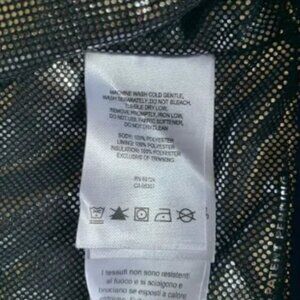 MACHINE WASH COLD GENTLE,
WASH SEPARATELY, DO NOT BLEACH,
TUMBLE DRY LOW,
REMOVE PROMPTLY, IRON LOW,
DO NOT USE FABRIC SOFTENER,
DO NOT DRY CLEAN
BODY: 100% POLYESTER
LINING: 100% POLYESTER
INSULATION: 100% POLYESTER
EXCLUSIVE OF TRIMMING
I tessuti non sono resistenti
al fuoco e si sciolgono e
bruciano se esposti a calore